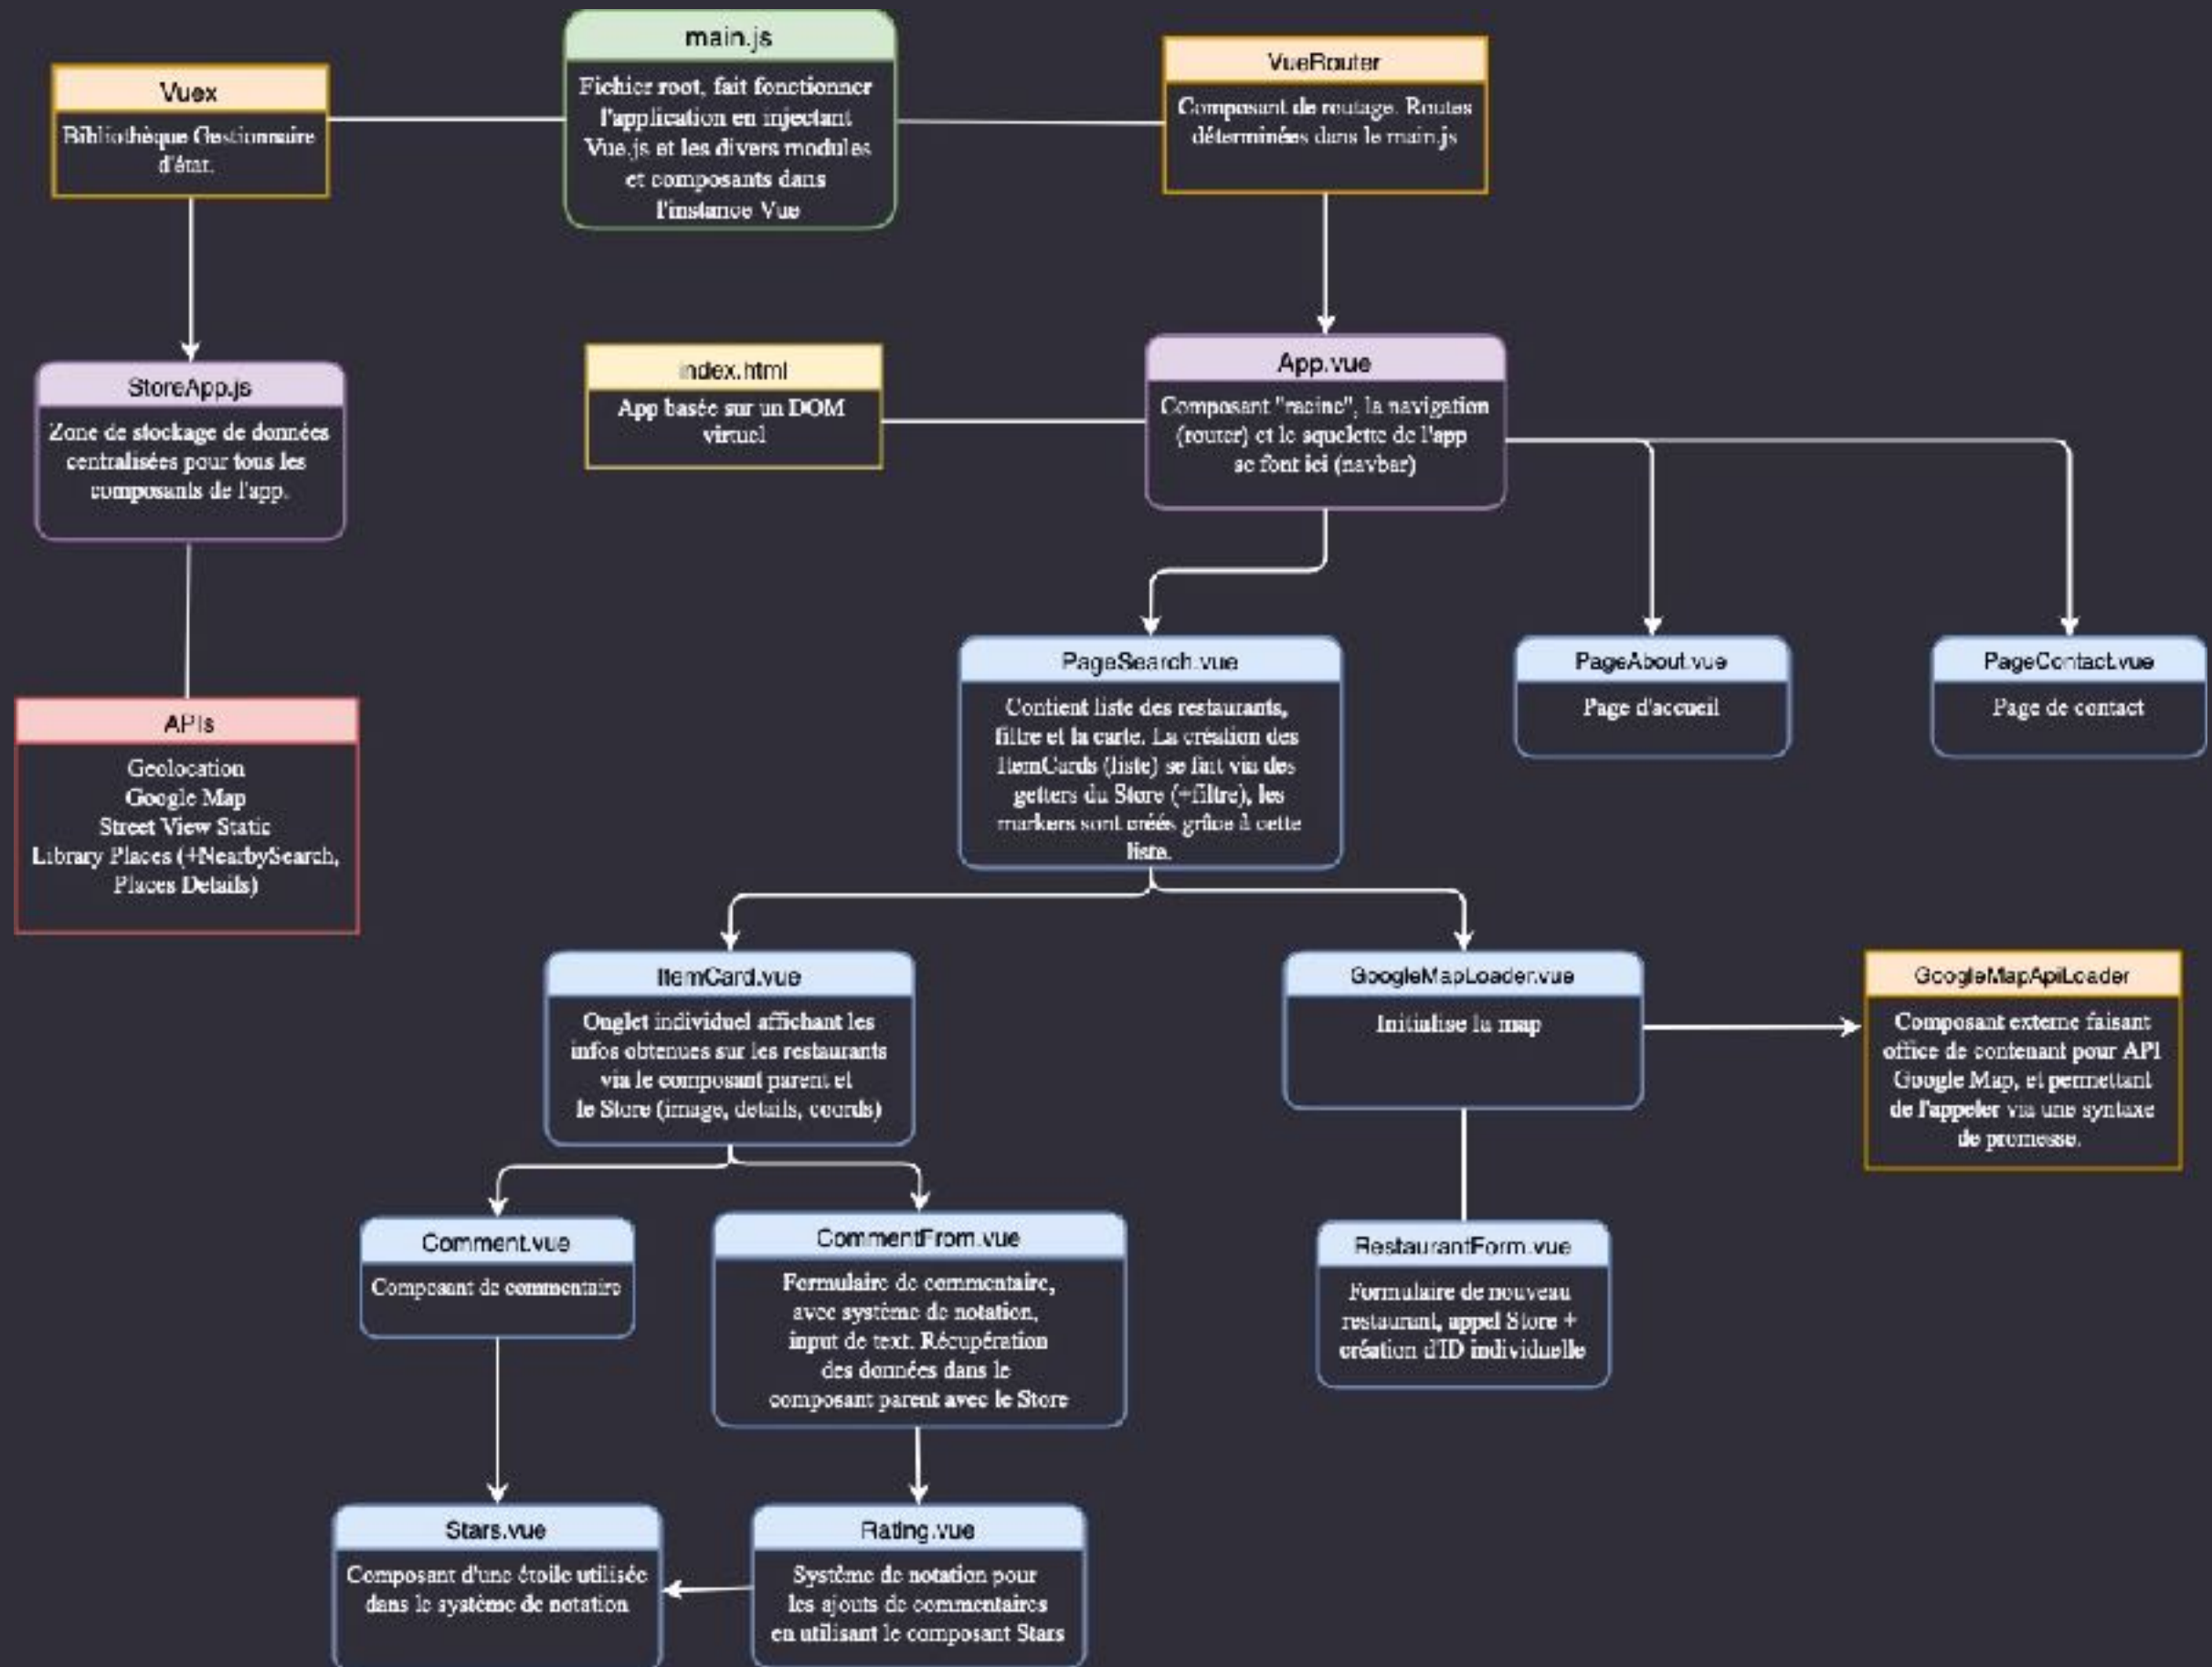 main.js
Fichier root, fait fonctionner
l'application en injectant
Vue.js et les divers modules
et composants dans
l'instance Vue
Vuex
Bibliothèque Gestionnaire
d'état.
VueRouter
Composant de routage. Routes
déterminées dans le main.js
StoreApp.js
Zone de stockage de données
centralisées pour tous les
composants de l'app.
index.html
App basée sur un DOM
virtuel
App.vue
Composant "racine", la navigation
(router) et le squelette de l'app
se font ici (navbar)
APIs
Geolocation
Google Map
Street View Static
Library Places (+NearbySearch,
Places Details)
PageSearch.vue
Contient liste des restaurants,
filtre et la carte. La création des
ItemCards (liste) se fait via des
getters du Store (+filtre), les
markers sont créés grâce à cette
liste.
PageAbout.vue
Page d'accueil
PageContact.vue
Page de contact
ItemCard.vue
Onglet individuel affichant les
infos obtenues sur les restaurants
via le composant parent et
le Store (image, details, coords)
GoogleMapLoader.vue
Initialise la map
GoogleMapApiLoader
Composant externe faisant
office de contenant pour API
Google Map, et permettant
de l'appeler via une syntaxe
de promesse.
Comment.vue
Composant de commentaire
CommentFrom.vue
Formulaire de commentaire,
avec système de notation,
input de text. Récupération
des données dans le
composant parent avec le Store
RestaurantForm.vue
Formulaire de nouveau
restaurant, appel Store +
création d'ID individuelle
Stars.vue
Composant d'une étoile utilisée
dans le système de notation
Rating.vue
Système de notation pour
les ajouts de commentaires
en utilisant le composant Stars